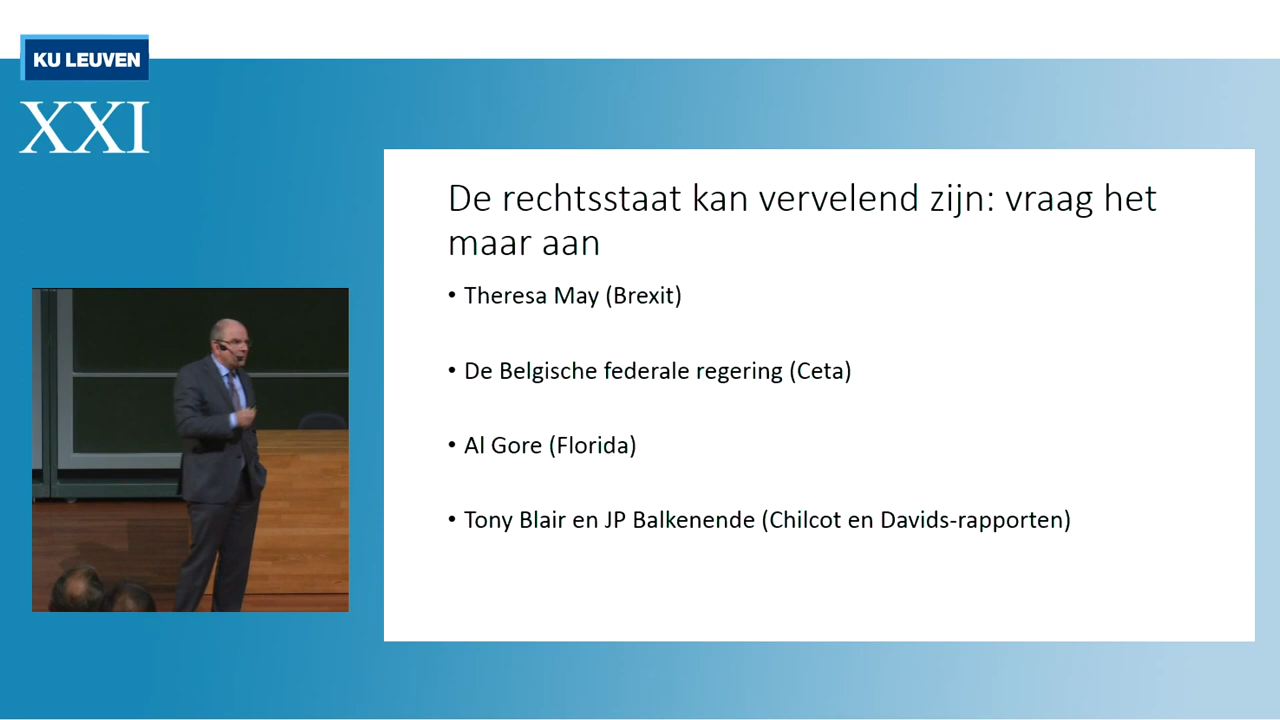 KU LEUVEN
XXI
De rechtsstaat kan vervelend zijn: vraag het
maar aan
• Theresa May (Brexit)
• De Belgische federale regering (Ceta)
• Al Gore (Florida)
• Tony Blair en JP Balkenende (Chilcot en Davids-rapporten)